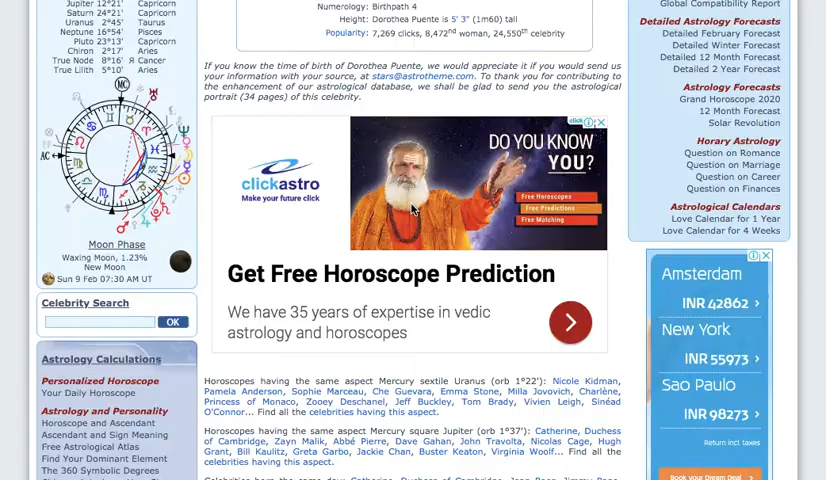 Jupiter 12°21' Capricorn
Saturn 24°21' Capricorn
Uranus 2°45' Taurus
Neptune 16°54' Pisces
Pluto 23°13' Capricorn
Chiron 2°17' Aries
True Node 8°16' Я Cancer
True Lilith 5°10' Aries
MC
AC
Moon Phase
Waxing Moon, 1.23%
New Moon
Sun 9 Feb 07:30 AM UT
Celebrity Search
OK
Astrology Calculations
Personalized Horoscope
Your Daily Horoscope
Astrology and Personality
Horoscope and Ascendant
Ascendant and Sign Meaning
Free Astrological Atlas
Find Your Dominant Element
The 360 Symbolic Degrees
Numerology: Birthpath 4
Height: Dorothea Puente is 5' 3" (1m60) tall
Popularity: 7,269 clicks, 8,472nd woman, 24,550th celebrity
If you know the time of birth of Dorothea Puente, we would appreciate it if you would send us
your information with your source, at stars@astrotheme.com. To thank you for contributing to
the enhancement of our astrological database, we shall be glad to send you the astrological
portrait (34 pages) of this celebrity.
click
clickastro
Make your future click
DO YOU KNOW
YOU?
Free Horoscopes
Free Predictions
Free Matching
Get Free Horoscope Prediction
We have 35 years of expertise in vedic
astrology and horoscopes
Horoscopes having the same aspect Mercury sextile Uranus (orb 1°22'): Nicole Kidman,
Pamela Anderson, Sophie Marceau, Che Guevara, Emma Stone, Milla Jovovich, Charlène,
Princess of Monaco, Zooey Deschanel, Jeff Buckley, Tom Brady, Vivien Leigh, Sinéad
O'Connor... Find all the celebrities having this aspect.
Horoscopes having the same aspect Mercury square Jupiter (orb 1°37'): Catherine, Duchess
of Cambridge, Zayn Malik, Abbé Pierre, Dave Gahan, John Travolta, Nicolas Cage, Hugh
Grant, Bill Kaulitz, Greta Garbo, Jackie Chan, Buster Keaton, Virginia Woolf... Find all the
celebrities having this aspect.
Global Compatibility Report
Detailed Astrology Forecasts
Detailed February Forecast
Detailed Winter Forecast
Detailed 12 Month Forecast
Detailed 2 Year Forecast
Astrology Forecasts
Grand Horoscope 2020
12 Month Forecast
Solar Revolution
Horary Astrology
Question on Romance
Question on Marriage
Question on Career
Question on Finances
Astrological Calendars
Love Calendar for 1 Year
Love Calendar for 4 Weeks
Amsterdam
INR 42862 ›
New York
INR 55973 ›
Sao Paulo
INR 98273 ›
Return incl. taxes
Book your Dream Deal ›